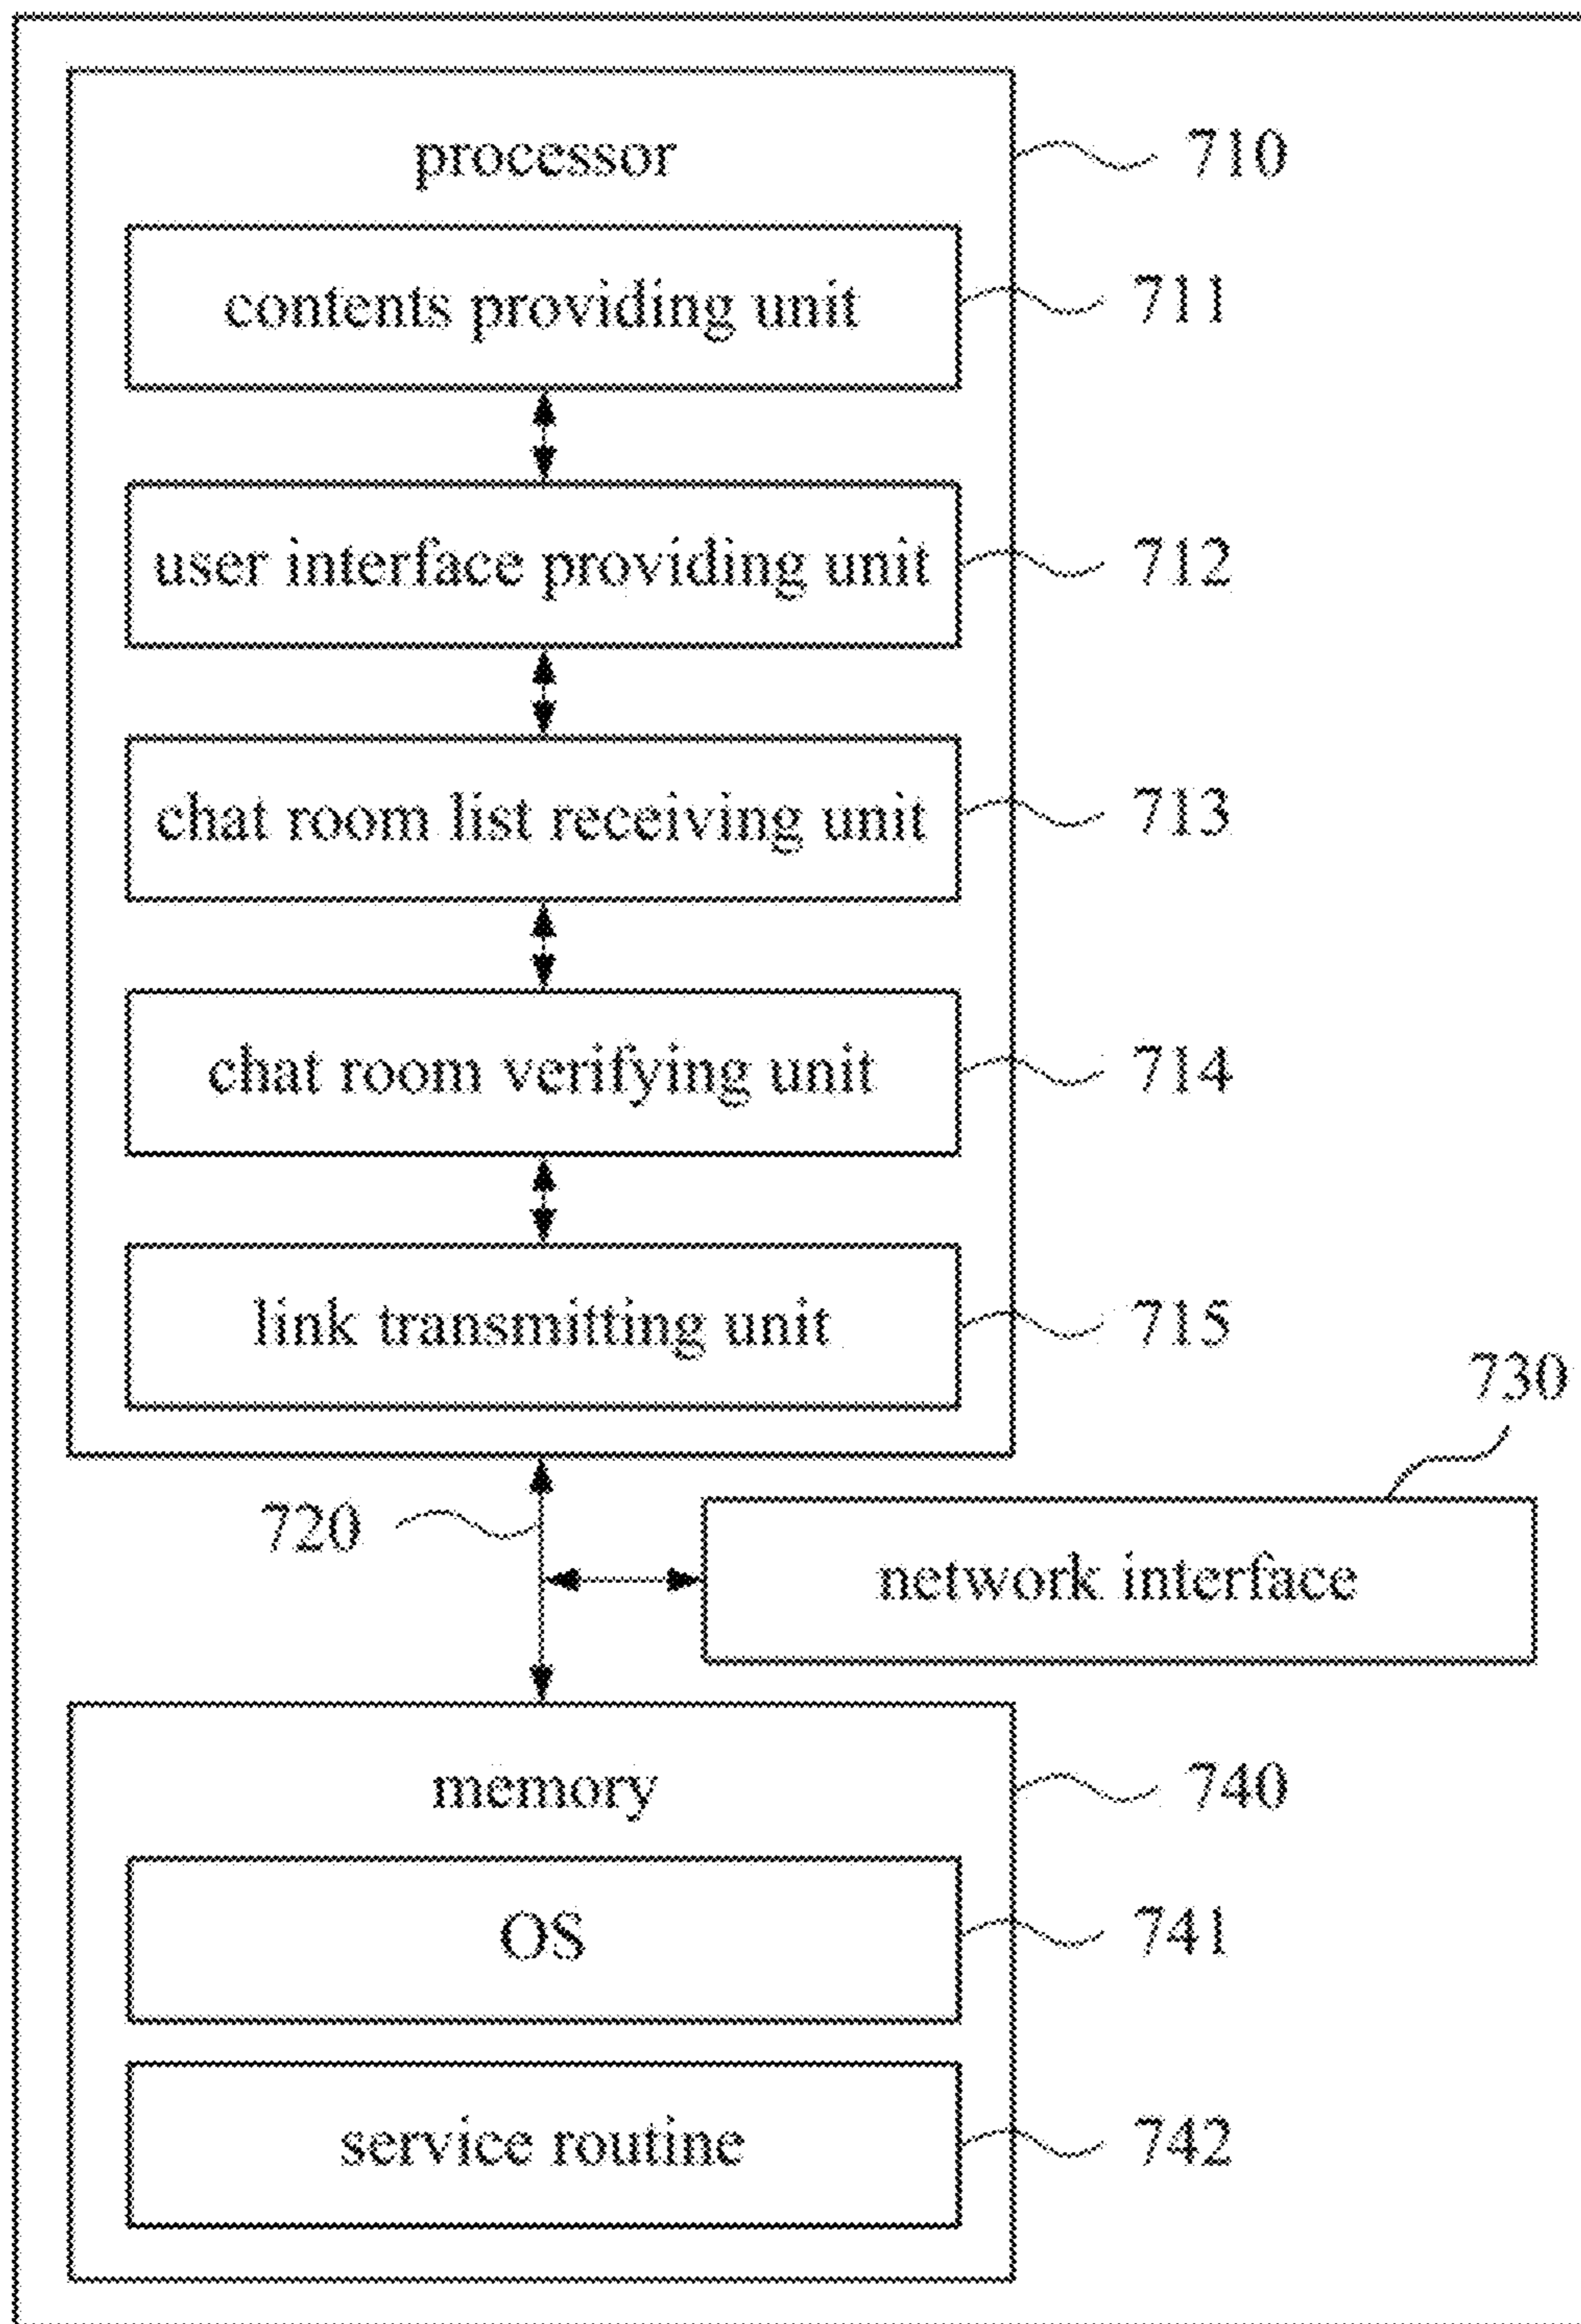 processor
710
contents providing unit
711
user interface providing unit
712
chat room list receiving unit
713
chat room verifying unit
714
link transmitting unit
715
730
720
network interface
memory
740
OS
741
service routine
742